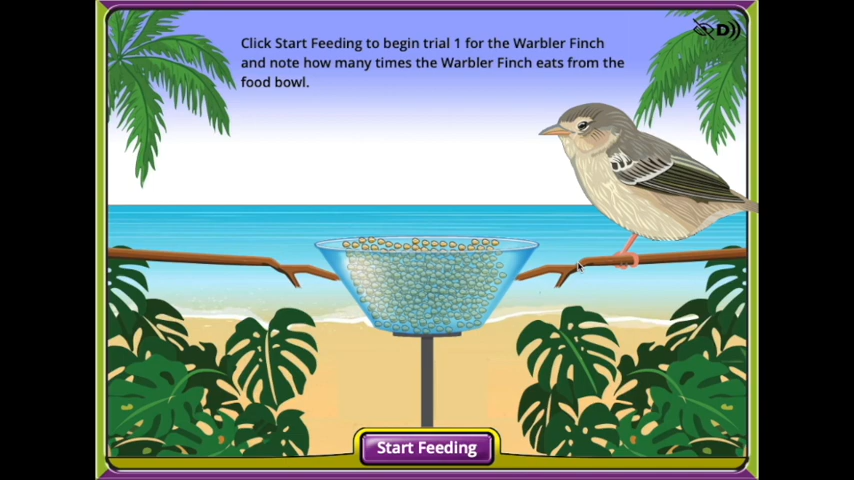 Click Start Feeding to begin trial 1 for the Warbler Finch
and note how many times the Warbler Finch eats from the
food bowl.
D
Start Feeding